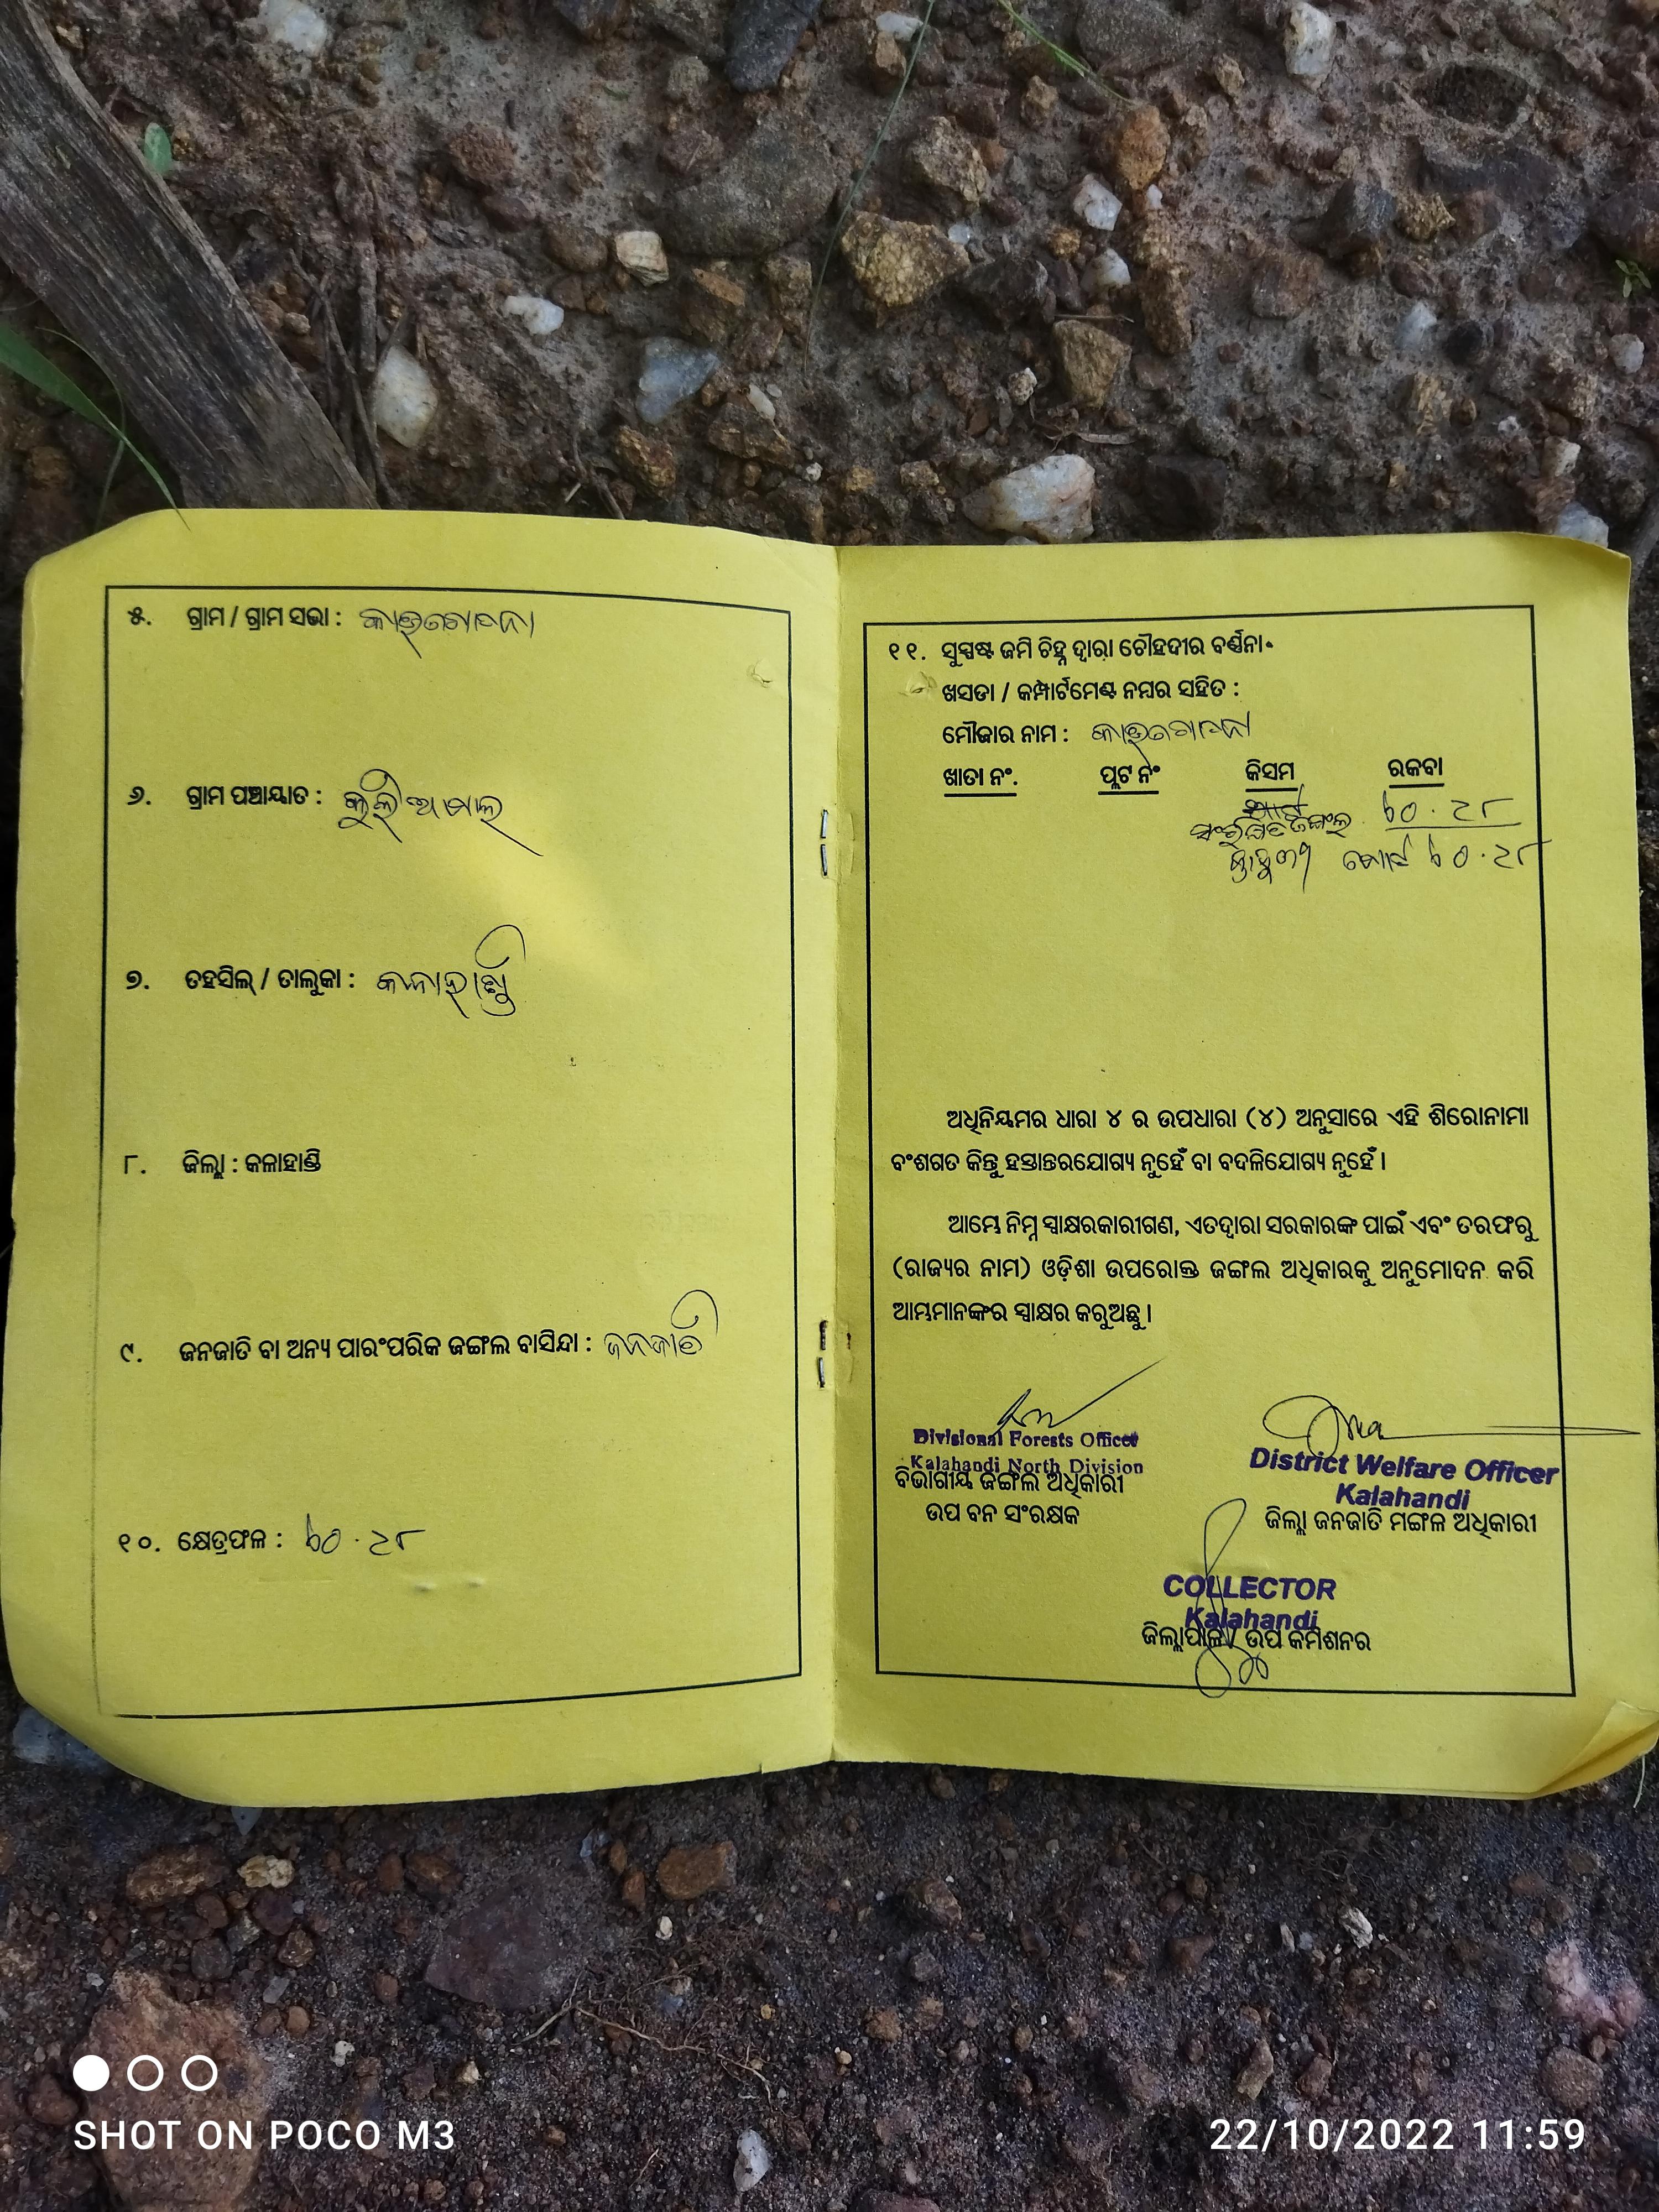 ୫. ଗ୍ରାମ / ଗ୍ରାମ ସଭା :
୬. ଗ୍ରାମ ପଞ୍ଚାୟାତ :
୭. ତହସିଲ୍ / ତାଲୁକା : କଳାହାଣ୍ଡି
୮. ଜିଲ୍ଲା : କଳାହାଣ୍ଡି
୯. ଜନଜାତି ବା ଅନ୍ୟ ପାରଂପରିକ ଜଙ୍ଗଲ ବାସିନ୍ଦା : ଜନଜାତି
୧୦. କ୍ଷେତ୍ରଫଳ : ୭୦.୨୮
୧୧. ସୁସ୍ପଷ୍ଟ ଜମି ଚିହ୍ନ ଦ୍ୱାରା ଚୌହଦୀର ବର୍ଣ୍ଣନା
ଖସଡା / କମ୍ପାର୍ଟମେଣ୍ଟ ନମ୍ବର ସହିତ :
ମୌଜାର ନାମ :
ଖାତା ନଂ. ପ୍ଲଟ ନଂ କିସମ ରକବା
ଅଧିନିୟମର ଧାରା ୪ ର ଉପଧାରା (୪) ଅନୁସାରେ ଏହି ଶିରୋନାମା
ବଂଶଗତ କିନ୍ତୁ ହସ୍ତାନ୍ତରଯୋଗ୍ୟ ନୁହେଁ ବା ବଦଳିଯୋଗ୍ୟ ନୁହେଁ ।
ଆମ୍ଭେ ନିମ୍ନ ସ୍ୱାକ୍ଷରକାରୀଗଣ, ଏତଦ୍ୱାରା ସରକାରଙ୍କ ପାଇଁ ଏବଂ ତରଫରୁ
(ରାଜ୍ୟର ନାମ) ଓଡ଼ିଶା ଉପରୋକ୍ତ ଜଙ୍ଗଲ ଅଧିକାରକୁ ଅନୁମୋଦନ କରି
ଆମ୍ଭମାନଙ୍କର ସ୍ୱାକ୍ଷର କରୁଅଛୁ ।
Divisional Forests Officer
Kalahandi North Division
ବିଭାଗୀୟ ଜଙ୍ଗଲ ଅଧିକାରୀ
ଉପ ବନ ସଂରକ୍ଷକ
District Welfare Officer
Kalahandi
ଜିଲ୍ଲା ଜନଜାତି ମଙ୍ଗଳ ଅଧିକାରୀ
COLLECTOR
Kalahandi
ଜିଲ୍ଲାପାଳ / ଉପ କମିଶନର
SHOT ON POCO M3
22/10/2022 11:59